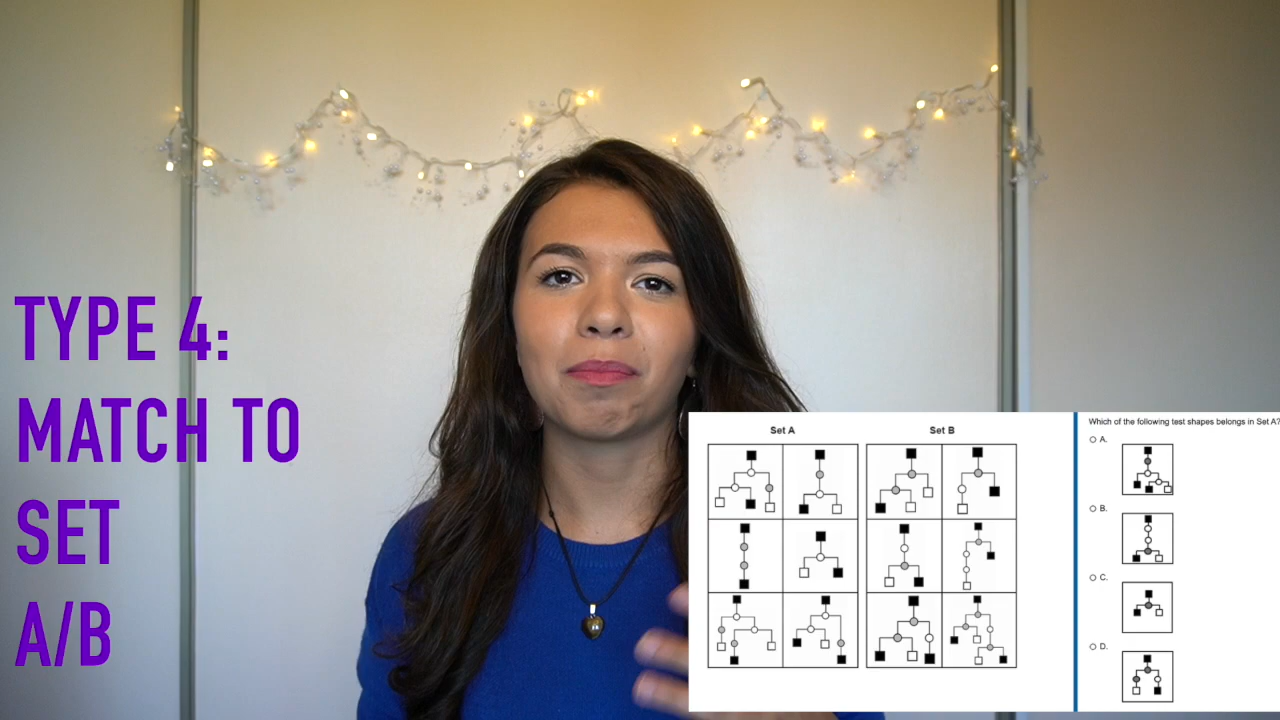 TYPE 4:
MATCH TO
SET
A/B
Set A
Set B
Which of the following test shapes belongs in Set A?
A.
B.
C.
D.